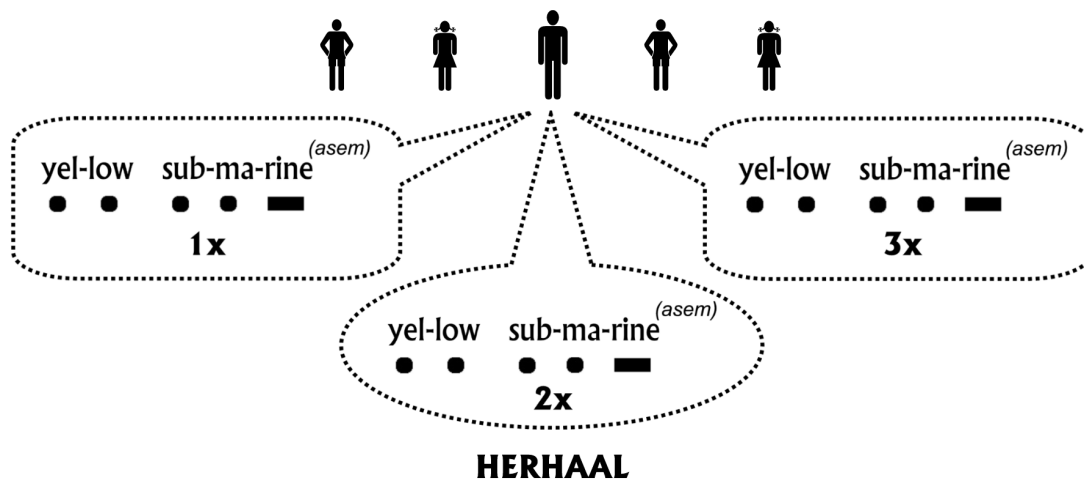 (asem)
yel-low sub-ma-rine
1x
(asem)
yel-low sub-ma-rine
2x
(asem)
yel-low sub-ma-rine
3x
HERHAAL